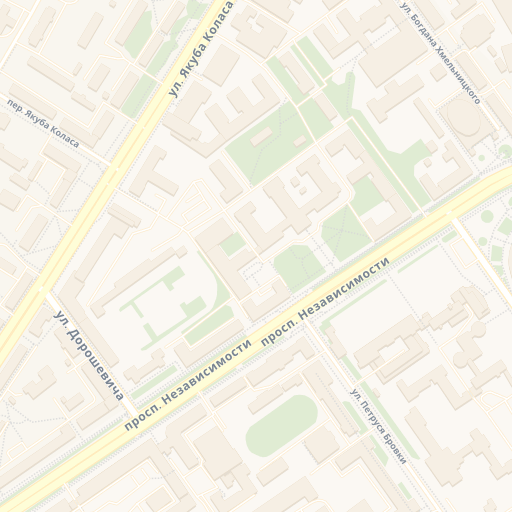 ул. Якуба Коласа
ул. Богдана Хмельницкого
пер. Якуба Коласа
просп. Независимости
ул. Дорошевича
просп. Независимости
ул. Петруся Бровки